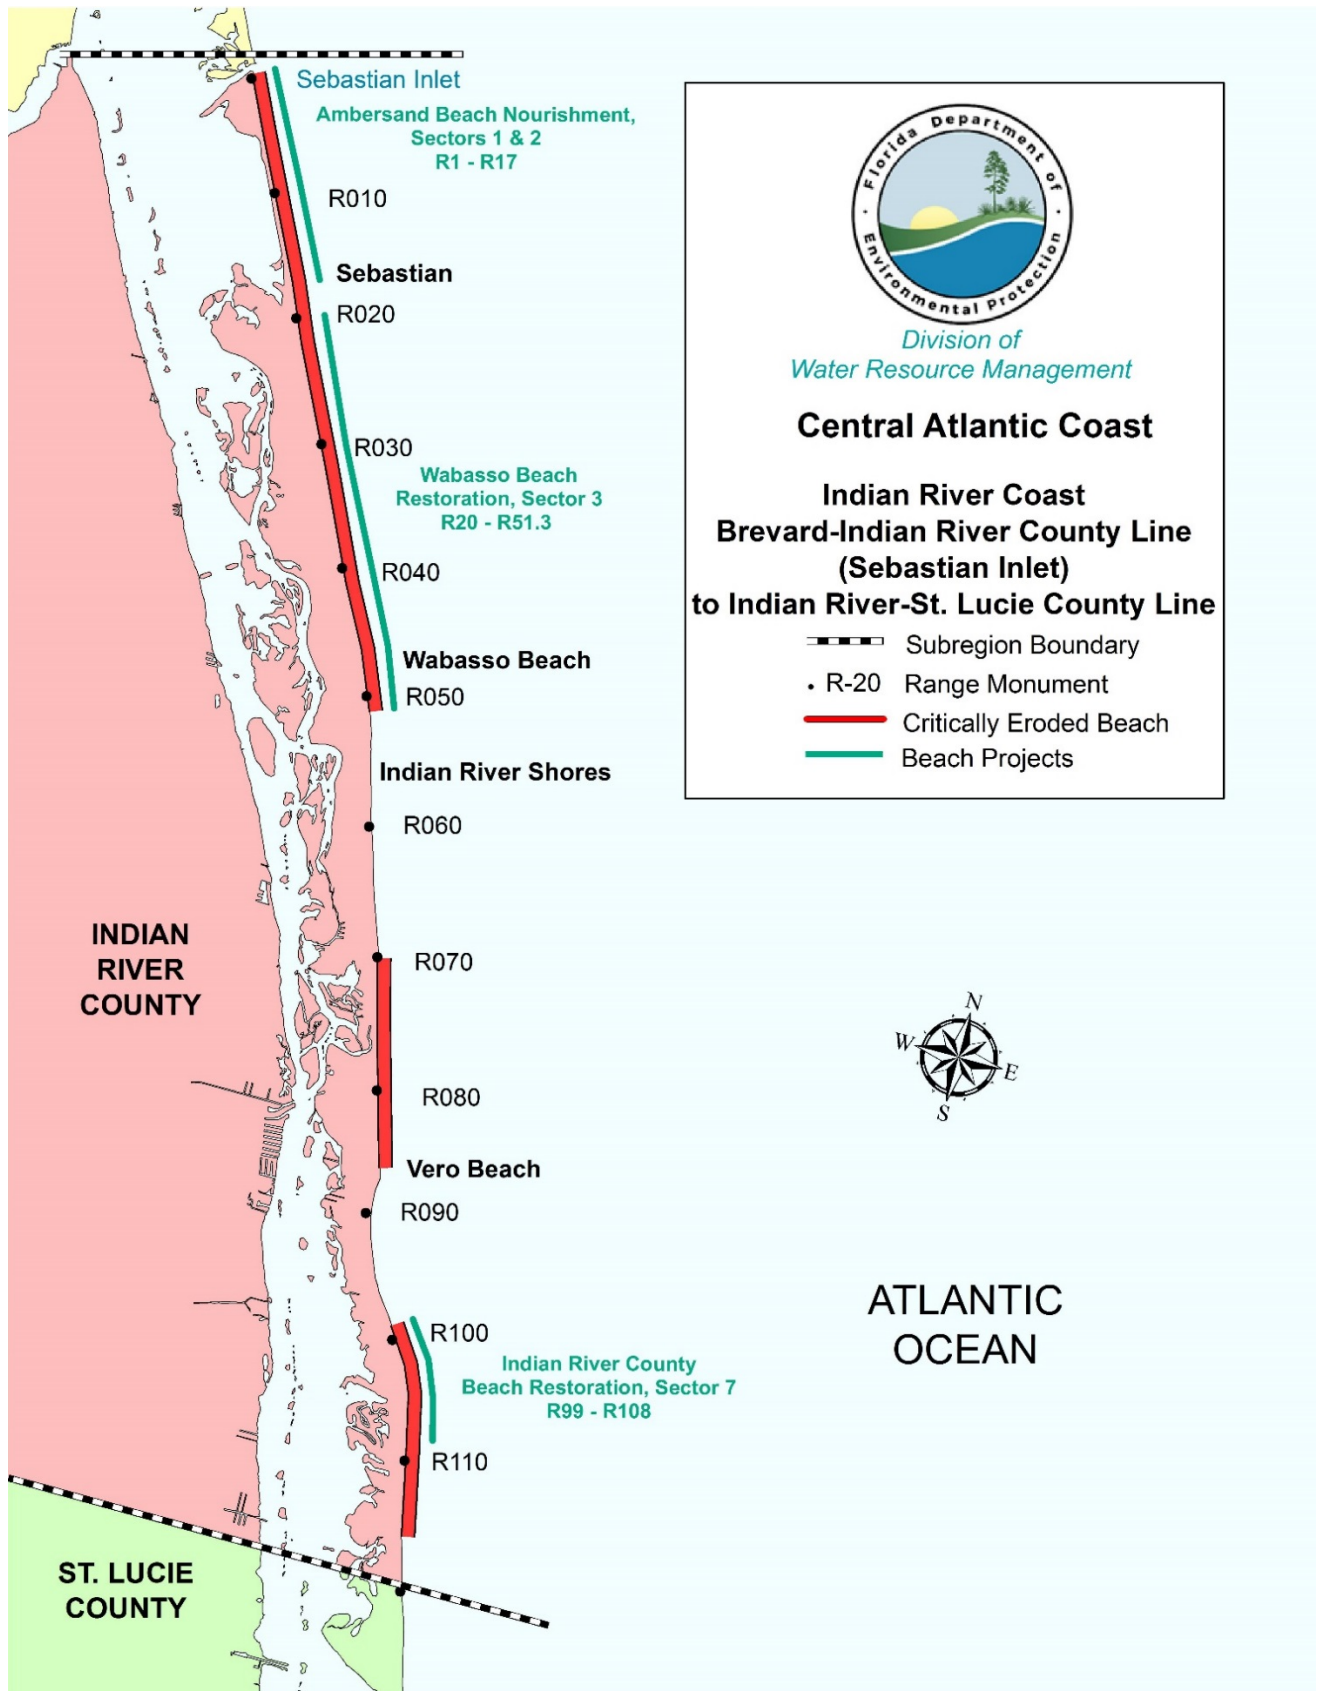 Sebastian Inlet
Ambersand Beach Nourishment,
Sectors 1 & 2
R1 - R17
R010
Sebastian
R020
R030
Wabasso Beach
Restoration, Sector 3
R20 - R51.3
R040
Wabasso Beach
R050
Indian River Shores
R060
INDIAN
RIVER
COUNTY
R070
R080
Vero Beach
R090
R100
Indian River County
Beach Restoration, Sector 7
R99 - R108
R110
ST. LUCIE
COUNTY
Florida Department of
Environmental Protection
Division of
Water Resource Management
Central Atlantic Coast
Indian River Coast
Brevard-Indian River County Line
(Sebastian Inlet)
to Indian River-St. Lucie County Line
Subregion Boundary
R-20 Range Monument
Critically Eroded Beach
Beach Projects
N
W
E
S
ATLANTIC
OCEAN